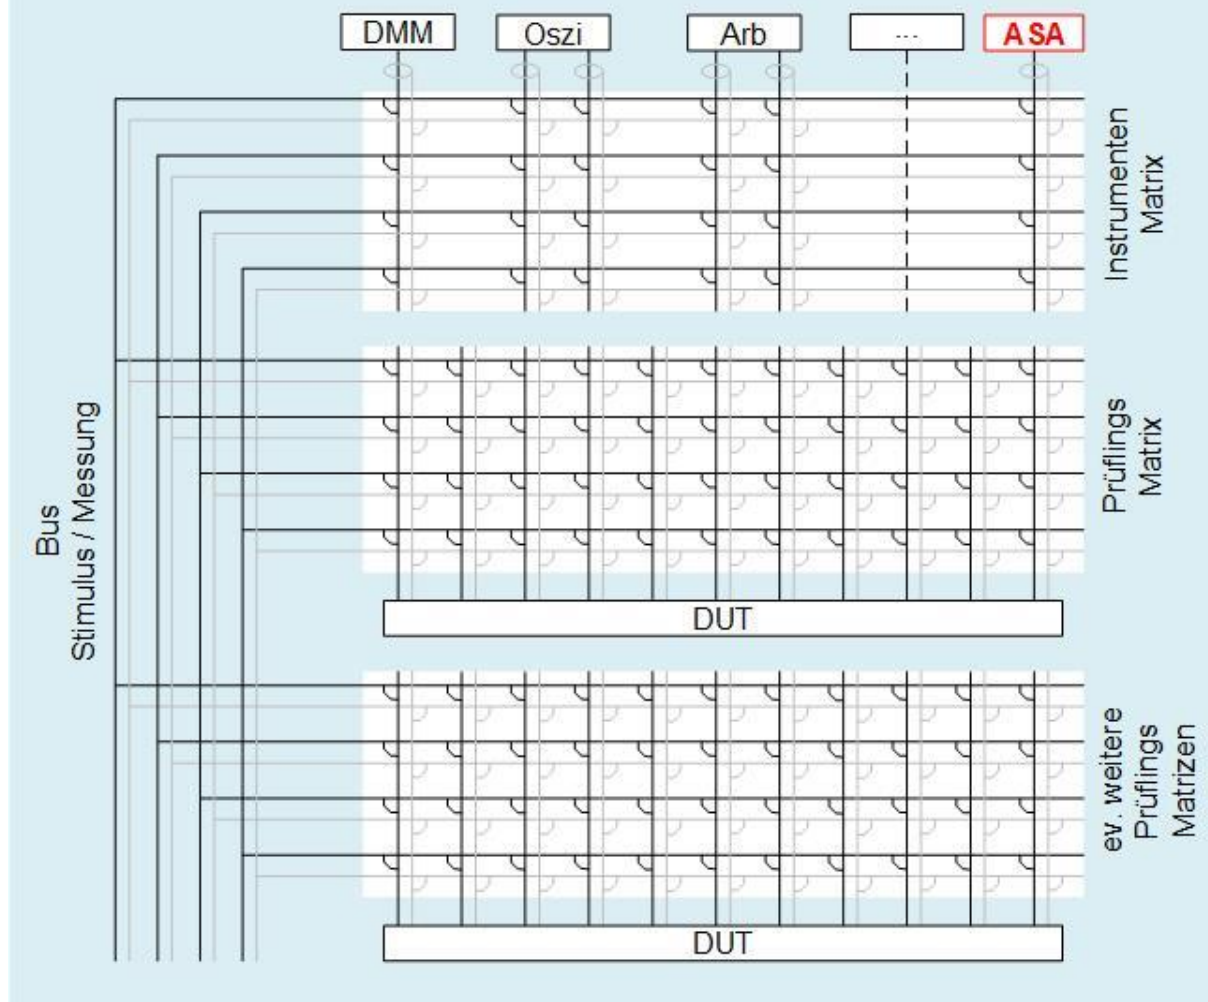 DMM
Oszi
Arb
...
ASA
Instrumenten
Matrix
Bus
Stimulus / Messung
Prüflings
Matrix
DUT
ev. weitere
Prüflings
Matrizen
DUT